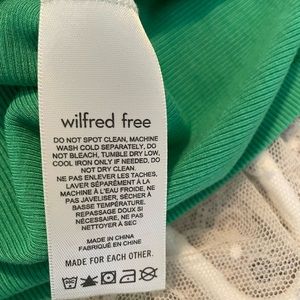 wilfred free
DO NOT SPOT CLEAN, MACHINE
WASH COLD SEPARATELY, DO
NOT BLEACH, TUMBLE DRY LOW,
COOL IRON ONLY IF NEEDED, DO
NOT DRY CLEAN.
NE PAS ENLEVER LES TACHES,
LAVER SÉPARÉMENT À LA
MACHINE À L'EAU FROIDE, NE
PAS JAVELISER, SÉCHER À
BASSE TEMPÉRATURE,
REPASSAGE DOUX SI
NÉCESSAIRE, NE PAS
NETTOYER À SEC
MADE IN CHINA
FABRIQUÉ EN CHINE
MADE FOR EACH OTHER.